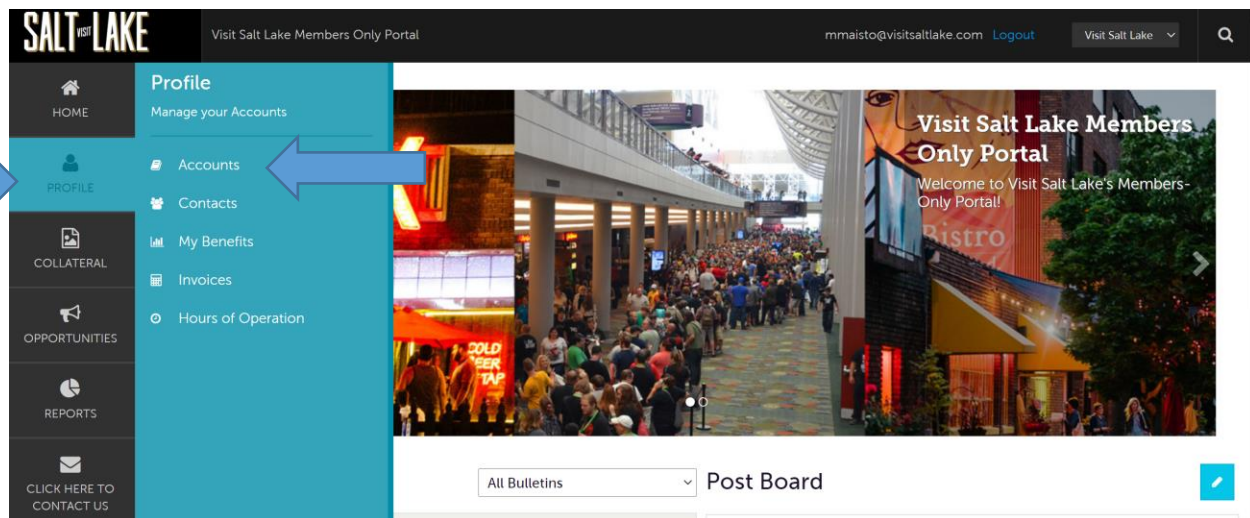 SALT VISIT LAKE
Visit Salt Lake Members Only Portal
mmaisto@visitsaltlake.com Logout
Visit Salt Lake
HOME
PROFILE
COLLATERAL
OPPORTUNITIES
REPORTS
CLICK HERE TO
CONTACT US
Profile
Manage your Accounts
Accounts
Contacts
My Benefits
Invoices
Hours of Operation
COLD
BEER
TAP
Visit Salt Lake Members
Only Portal
Welcome to Visit Salt Lake's Members-
Only Portal!
Bistro
All Bulletins
Post Board